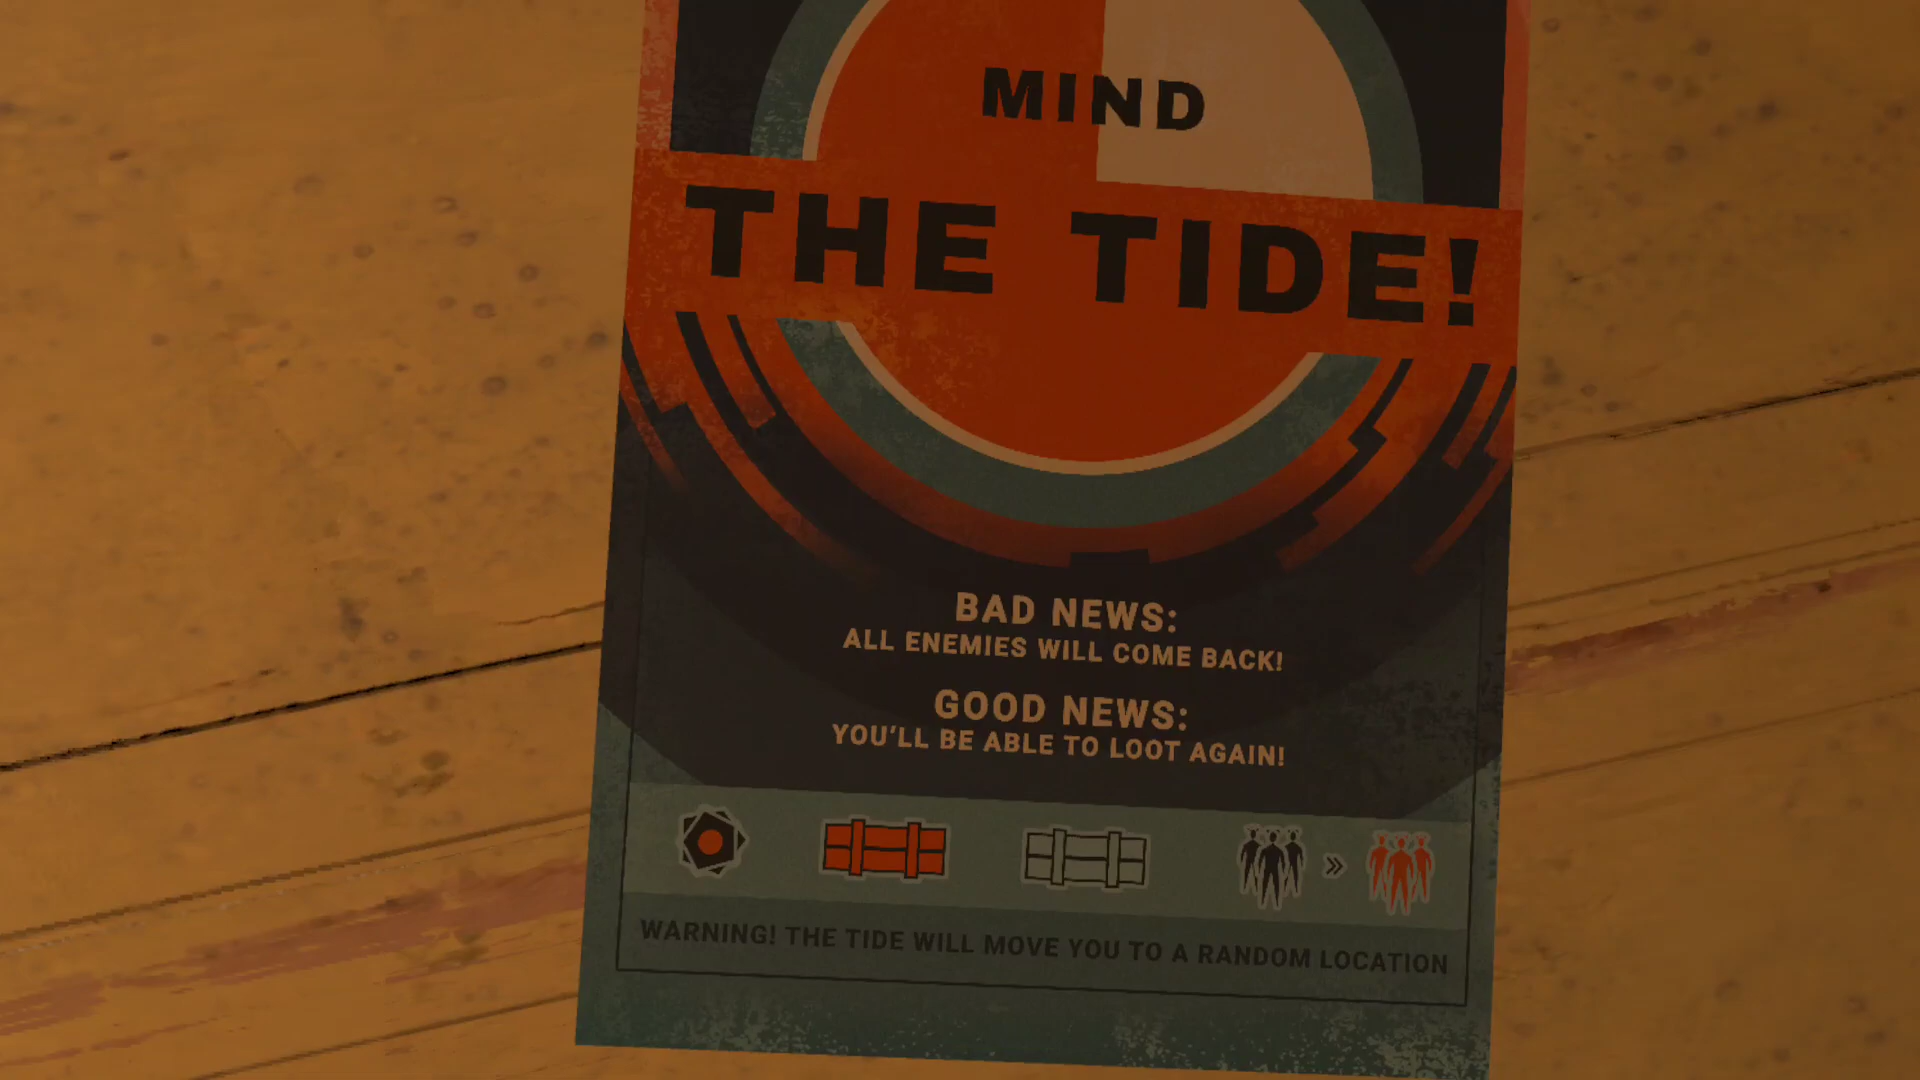 MIND
THE TIDE!
BAD NEWS:
ALL ENEMIES WILL COME BACK!
GOOD NEWS:
YOU'LL BE ABLE TO LOOT AGAIN!
WARNING! THE TIDE WILL MOVE YOU TO A RANDOM LOCATION